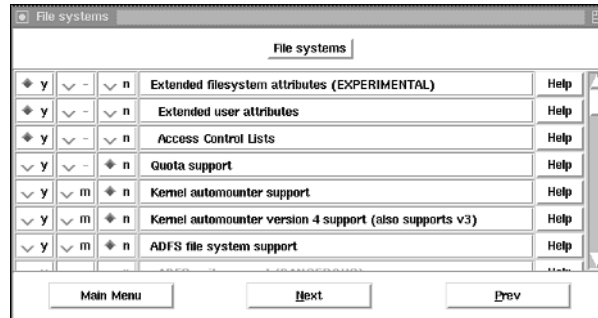 File systems
File systems
y - n Extended filesystem attributes (EXPERIMENTAL) Help
y - n Extended user attributes Help
y - n Access Control Lists Help
y - n Quota support Help
y m n Kernel automounter support Help
y m n Kernel automounter version 4 support (also supports v3) Help
y m n ADFS file system support Help
Main Menu Next Prev